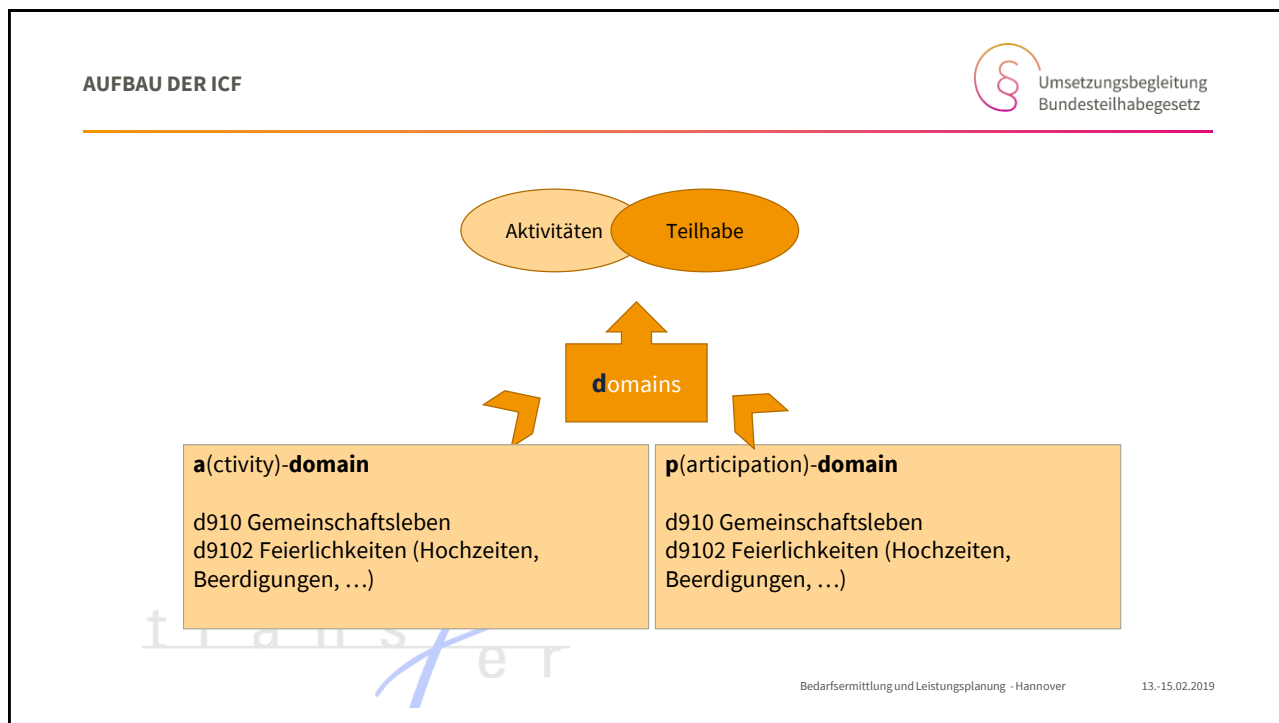 AUFBAU DER ICF
Umsetzungsbegleitung
Bundesteilhabegesetz
Aktivitäten
Teilhabe
domains
a(ctivity)-domain
d910 Gemeinschaftsleben
d9102 Feierlichkeiten (Hochzeiten,
Beerdigungen, …)
p(articipation)-domain
d910 Gemeinschaftsleben
d9102 Feierlichkeiten (Hochzeiten,
Beerdigungen, …)
transfer
Bedarfsermittlung und Leistungsplanung - Hannover
13.-15.02.2019